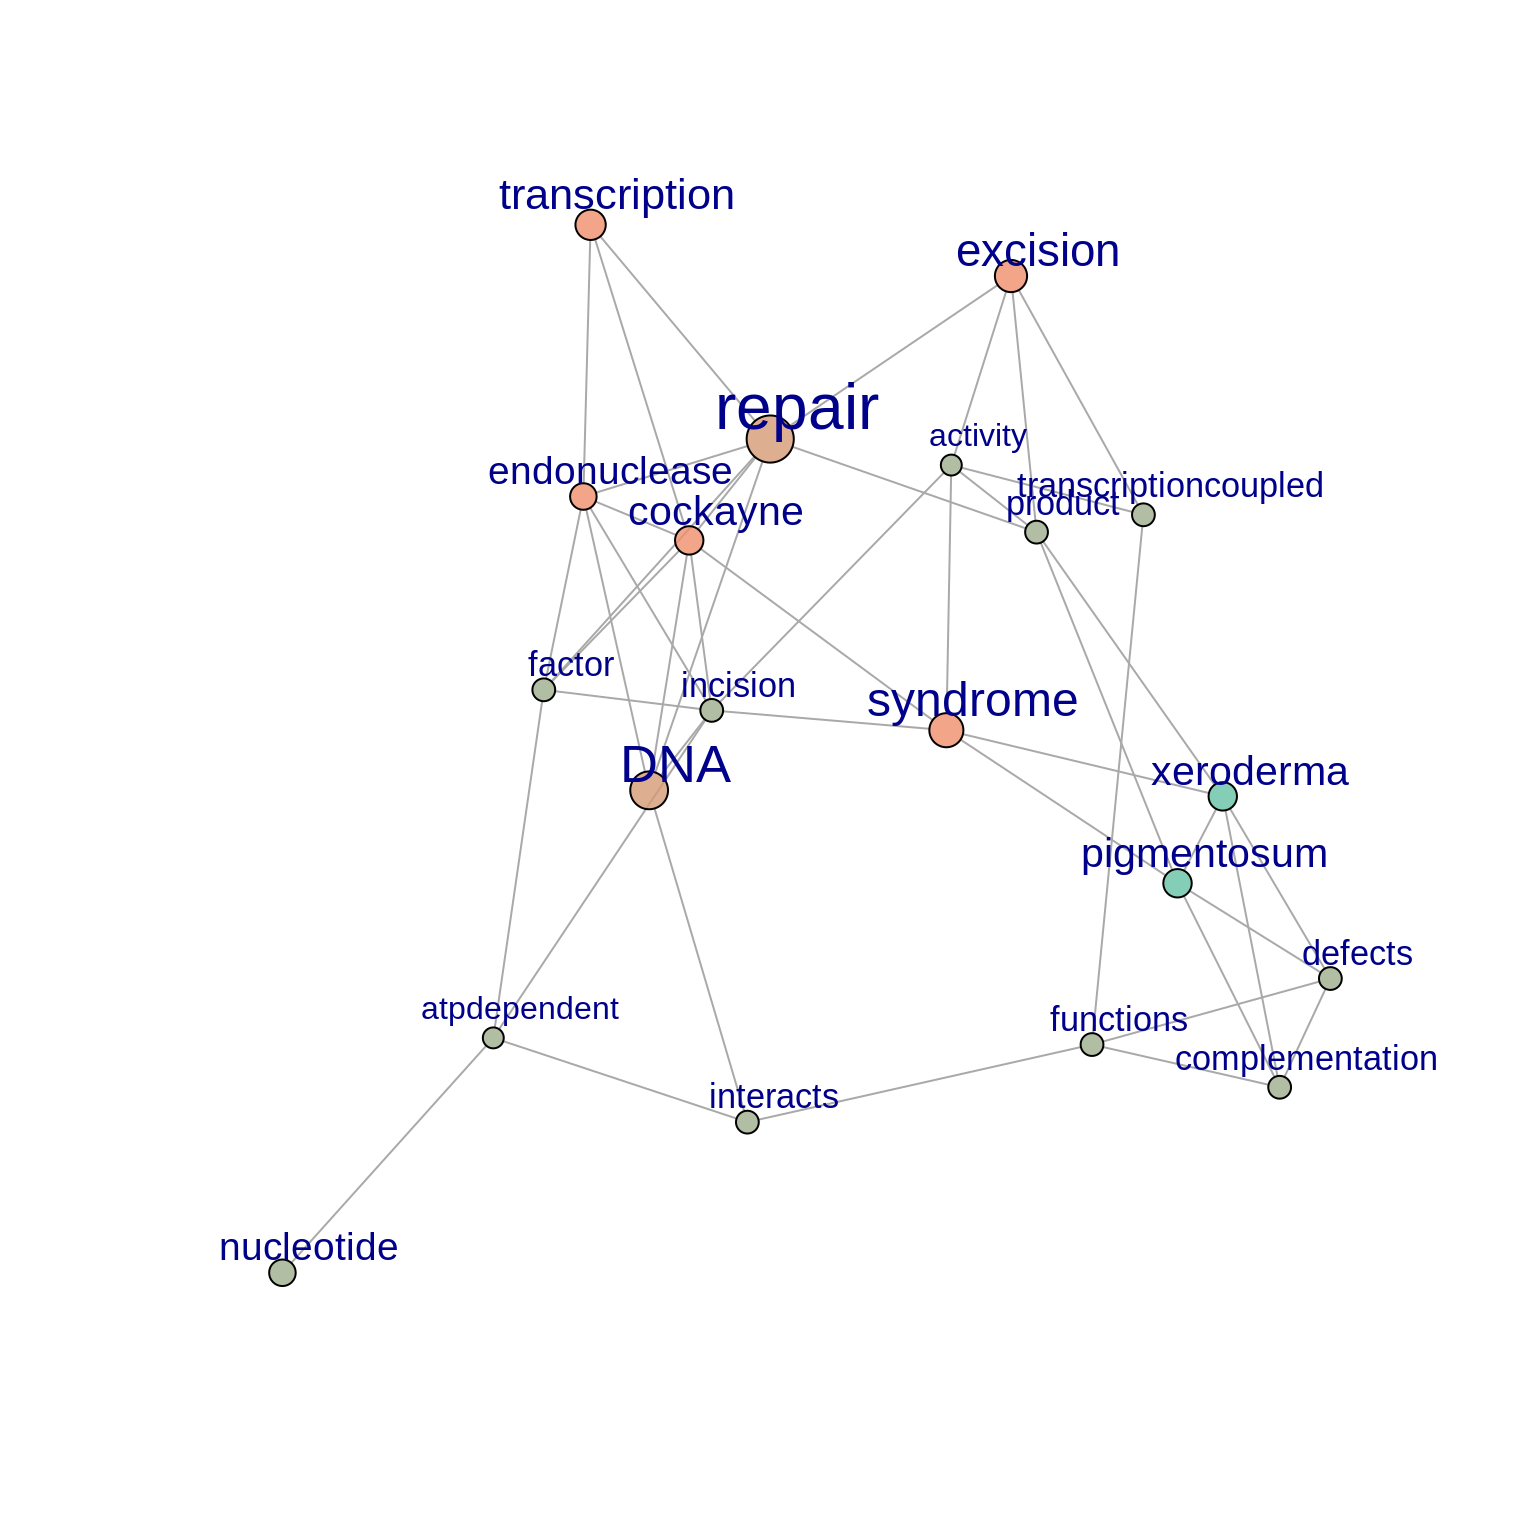 transcription
excision
repair
activity
endonuclease
transcriptioncoupled
product
cockayne
factor
incision
syndrome
DNA
xeroderma
pigmentosum
defects
atpdependent
functions
complementation
interacts
nucleotide